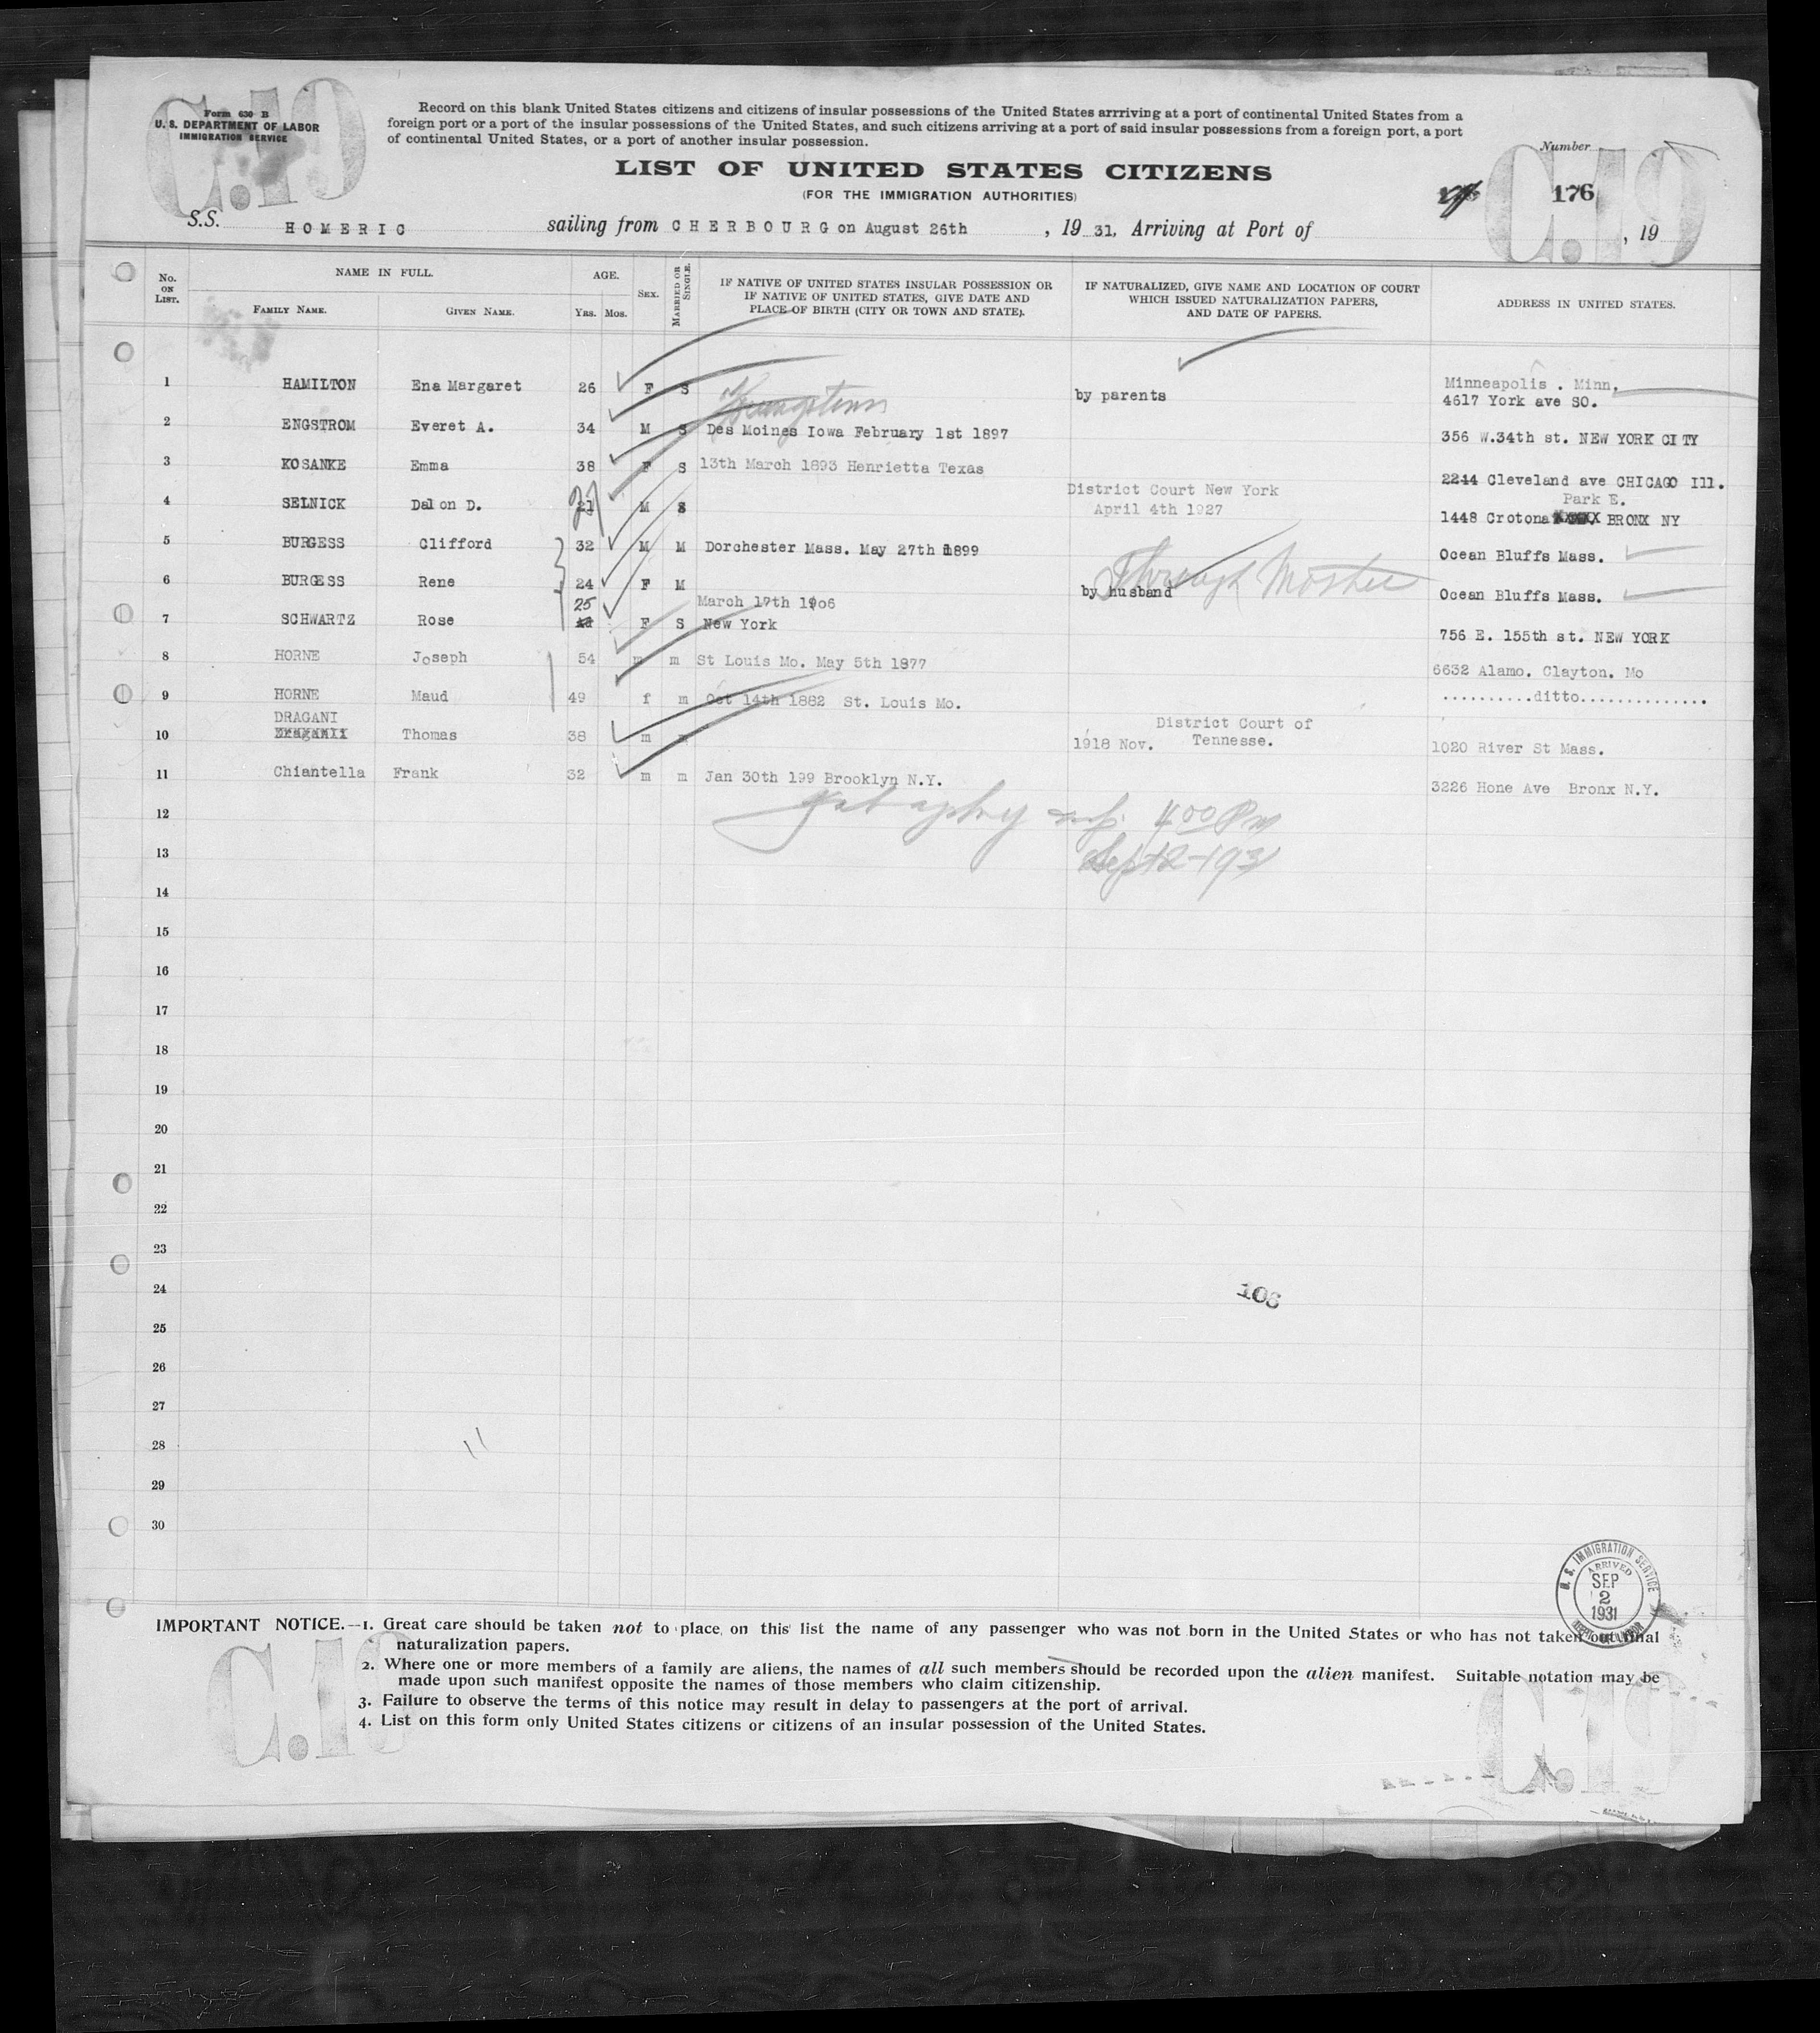 C.19
Form 630 B
U. S. DEPARTMENT OF LABOR
IMMIGRATION SERVICE
Record on this blank United States citizens and citizens of insular possessions of the United States arrriving at a port of continental United States from a
foreign port or a port of the insular possessions of the United States, and such citizens arriving at a port of said insular possessions from a foreign port, a port
of continental United States, or a port of another insular possession.
LIST OF UNITED STATES CITIZENS
(FOR THE IMMIGRATION AUTHORITIES)
Number
176
C.19
S.S. HOMERIC sailing from CHERBOURG on August 26th , 19 31, Arriving at Port of , 19
No. ON LIST.
NAME IN FULL.
FAMILY NAME.
GIVEN NAME.
AGE.
YRS. MOS.
SEX.
MARRIED OR SINGLE.
IF NATIVE OF UNITED STATES INSULAR POSSESSION OR
IF NATIVE OF UNITED STATES, GIVE DATE AND
PLACE OF BIRTH (CITY OR TOWN AND STATE).
IF NATURALIZED, GIVE NAME AND LOCATION OF COURT
WHICH ISSUED NATURALIZATION PAPERS,
AND DATE OF PAPERS.
ADDRESS IN UNITED STATES.
1 HAMILTON Ena Margaret 26 F S by parents Minneapolis . Minn.
4617 York ave SO.
2 ENGSTROM Everet A. 34 M S Des Moines Iowa February 1st 1897 356 W.34th st. NEW YORK CITY
3 KOSANKE Emma 38 F S 13th March 1893 Henrietta Texas 2244 Cleveland ave CHICAGO Ill.
4 SELNICK Dalon D. 21 M S District Court New York
April 4th 1927
Park E.
1448 Crotona XXXXX BRONX NY
5 BURGESS Clifford 32 M M Dorchester Mass. May 27th 1899 Ocean Bluffs Mass.
6 BURGESS Rene 24 F M by husband Through Ocean Bluffs Mass.
7 SCHWARTZ Rose 25 F S March 17th 1906
New York 756 E. 155th st. NEW YORK
8 HORNE Joseph 54 m m St Louis Mo. May 5th 1877 6632 Alamo. Clayton. Mo
9 HORNE Maud 49 f m Oct 14th 1882 St. Louis Mo. ..........ditto..............
DRAGANI
10 Thomas 38 m m District Court of
1918 Nov. Tennesse. 1020 River St Mass.
11 Chiantella Frank 32 m m Jan 30th 199 Brooklyn N.Y. 3226 Hone Ave Bronx N.Y.
12 400 Pm
13 Sept 2-1931
14
15
16
17
18
19
20
21
22
23
24
103
25
26
27
28
11
29
30
U. S. IMMIGRATION SERVICE
ARRIVED
SEP
2
1931
IMPORTANT NOTICE.—1. Great care should be taken not to place on this list the name of any passenger who was not born in the United States or who has not taken out final
naturalization papers.
2. Where one or more members of a family are aliens, the names of all such members should be recorded upon the alien manifest. Suitable notation may be
made upon such manifest opposite the names of those members who claim citizenship.
3. Failure to observe the terms of this notice may result in delay to passengers at the port of arrival.
4. List on this form only United States citizens or citizens of an insular possession of the United States.
C.19
C.19